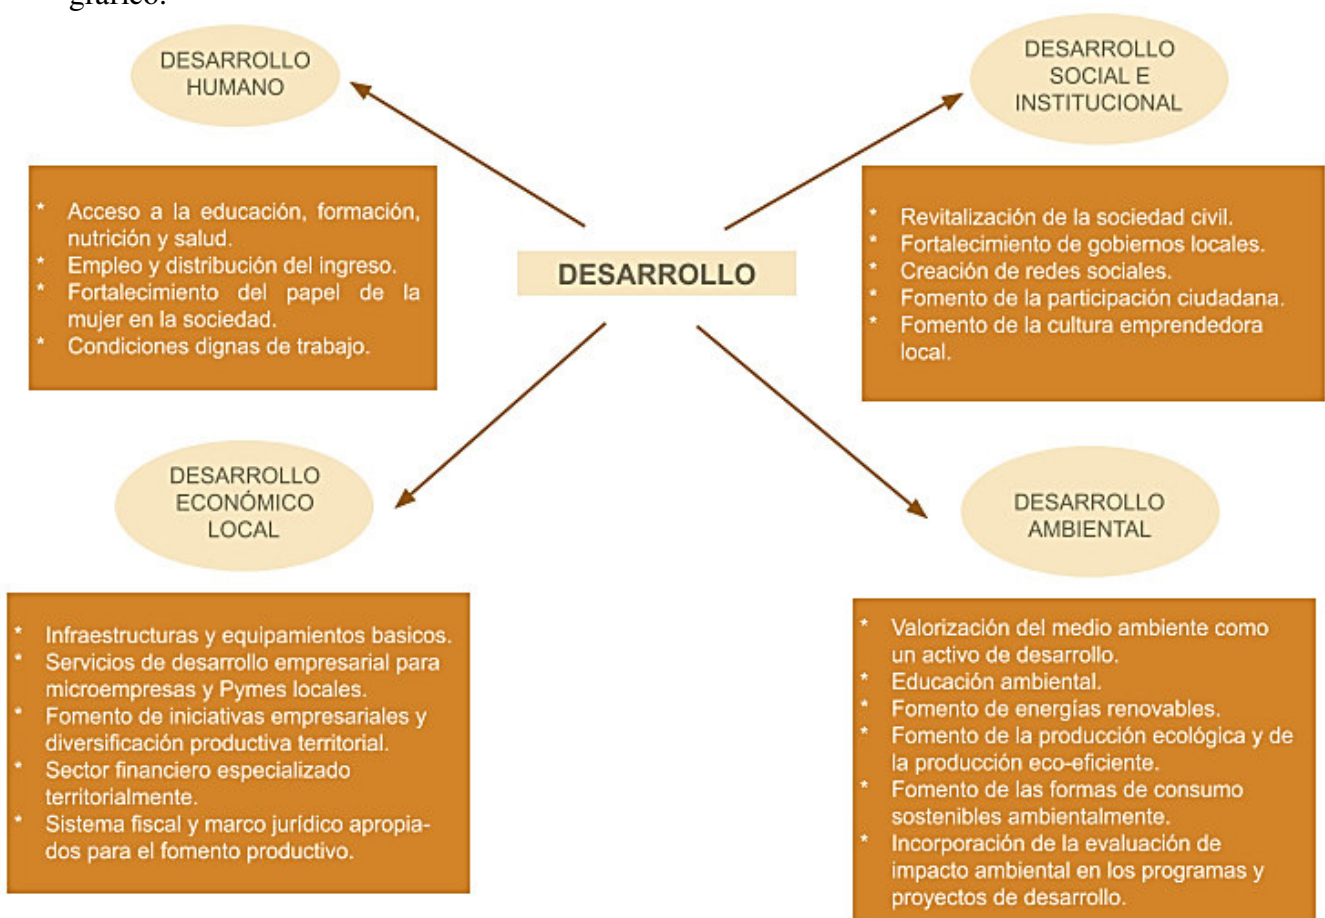 gráfico.
DESARROLLO
HUMANO
* Acceso a la educación, formación,
nutrición y salud.
* Empleo y distribución del ingreso.
* Fortalecimiento del papel de la
mujer en la sociedad.
* Condiciones dignas de trabajo.
DESARROLLO
SOCIAL E
INSTITUCIONAL
* Revitalización de la sociedad civil.
* Fortalecimiento de gobiernos locales.
* Creación de redes sociales.
* Fomento de la participación ciudadana.
* Fomento de la cultura emprendedora
local.
DESARROLLO
DESARROLLO
ECONÓMICO
LOCAL
* Infraestructuras y equipamientos basicos.
* Servicios de desarrollo empresarial para
microempresas y Pymes locales.
* Fomento de iniciativas empresariales y
diversificación productiva territorial.
* Sector financiero especializado
territorialmente.
* Sistema fiscal y marco jurídico apropia-
dos para el fomento productivo.
DESARROLLO
AMBIENTAL
* Valorización del medio ambiente como
un activo de desarrollo.
* Educación ambiental.
* Fomento de energías renovables.
* Fomento de la producción ecológica y de
la producción eco-eficiente.
* Fomento de las formas de consumo
sostenibles ambientalmente.
* Incorporación de la evaluación de
impacto ambiental en los programas y
proyectos de desarrollo.